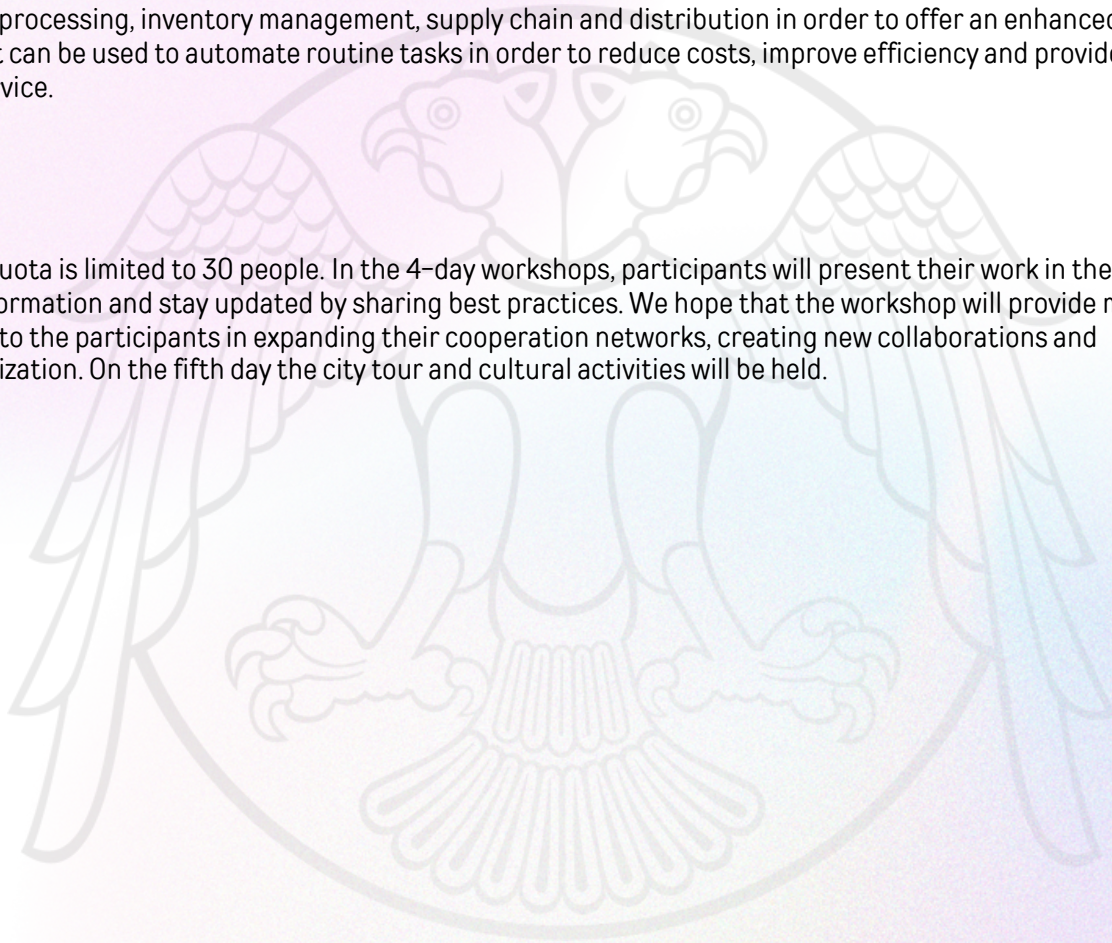 processing, inventory management, supply chain and distribution in order to offer an enhanced
can be used to automate routine tasks in order to reduce costs, improve efficiency and provide
vice.
uota is limited to 30 people. In the 4-day workshops, participants will present their work in the
ormation and stay updated by sharing best practices. We hope that the workshop will provide
to the participants in expanding their cooperation networks, creating new collaborations and
ization. On the fifth day the city tour and cultural activities will be held.